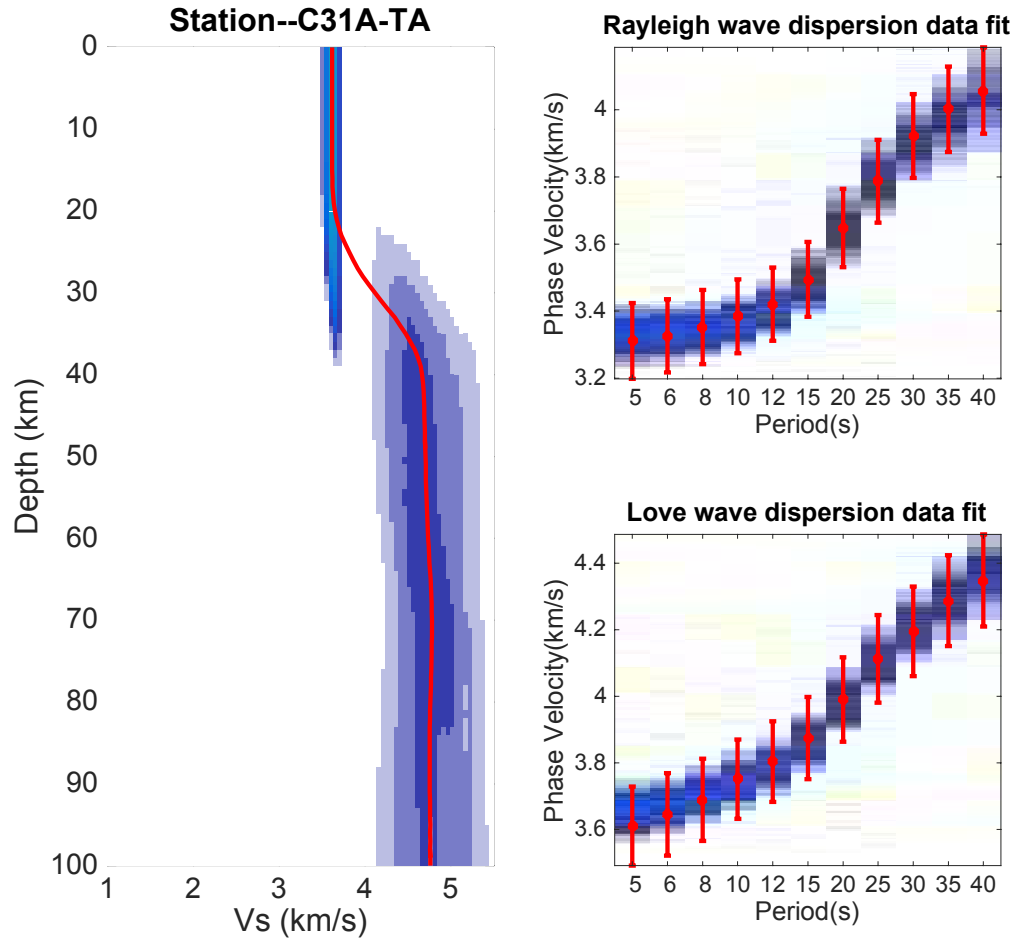 Station--C31A-TA
0
10
20
30
40
50
60
70
80
90
100
Depth (km)
1 2 3 4 5
Vs (km/s)
Rayleigh wave dispersion data fit
4
3.8
3.6
3.4
3.2
Phase Velocity(km/s)
5 6 8 10 12 15 20 25 30 35 40
Period(s)
Love wave dispersion data fit
4.4
4.2
4
3.8
3.6
Phase Velocity(km/s)
5 6 8 10 12 15 20 25 30 35 40
Period(s)